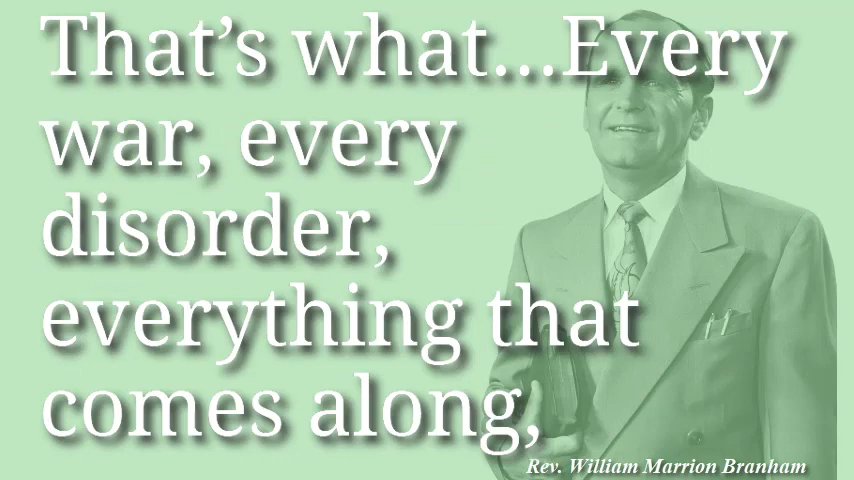 That’s what...Every
war, every
disorder,
everything that
comes along,
Rev. William Marrion Branham